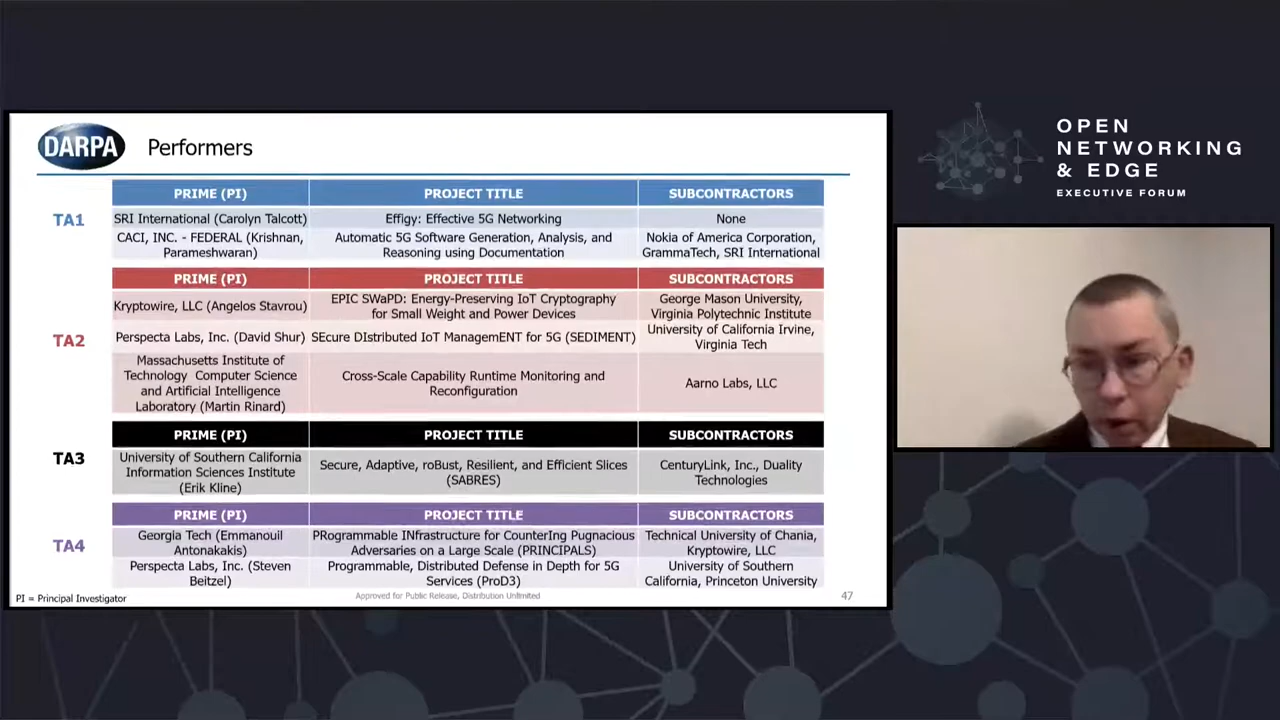 DARPA
Performers
PRIME (PI)
PROJECT TITLE
SUBCONTRACTORS
TA1
SRI International (Carolyn Talcott)
Effigy: Effective 5G Networking
None
CACI, INC. - FEDERAL (Krishnan,
Parameshwaran)
Automatic 5G Software Generation, Analysis, and
Reasoning using Documentation
Nokia of America Corporation,
GrammaTech, SRI International
PRIME (PI)
PROJECT TITLE
SUBCONTRACTORS
TA2
Kryptowire, LLC (Angelos Stavrou)
EPIC SWaPD: Energy-Preserving IoT Cryptography
for Small Weight and Power Devices
George Mason University,
Virginia Polytechnic Institute
Perspecta Labs, Inc. (David Shur)
SEcure DIstributed IoT ManagemENT for 5G (SEDIMENT)
University of California Irvine,
Virginia Tech
Massachusetts Institute of
Technology Computer Science
and Artificial Intelligence
Laboratory (Martin Rinard)
Cross-Scale Capability Runtime Monitoring and
Reconfiguration
Aarno Labs, LLC
PRIME (PI)
PROJECT TITLE
SUBCONTRACTORS
TA3
University of Southern California
Information Sciences Institute
(Erik Kline)
Secure, Adaptive, roBust, Resilient, and Efficient Slices
(SABRES)
CenturyLink, Inc., Duality
Technologies
PRIME (PI)
PROJECT TITLE
SUBCONTRACTORS
TA4
Georgia Tech (Emmanouil
Antonakakis)
PRogrammable INfrastructure for CounterIng Pugnacious
Adversaries on a Large Scale (PRINCIPALS)
Technical University of Chania,
Kryptowire, LLC
Perspecta Labs, Inc. (Steven
Beitzel)
Programmable, Distributed Defense in Depth for 5G
Services (ProD3)
University of Southern
California, Princeton University
PI = Principal Investigator
Approved for Public Release, Distribution Unlimited
47
OPEN
NETWORKING
& EDGE
EXECUTIVE FORUM